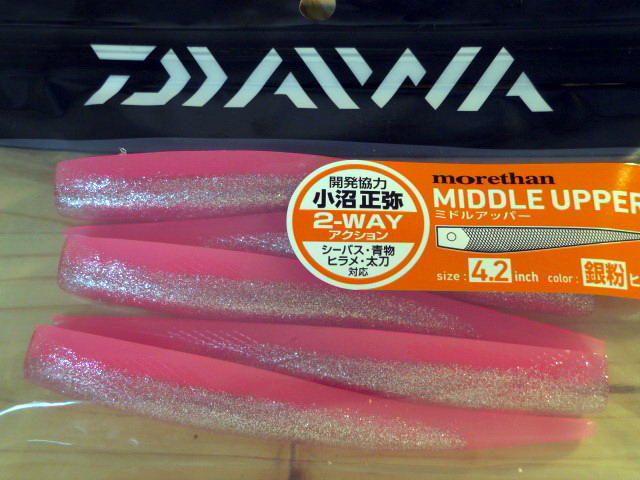 DAIWA
開発協力
小沼 正弥
2-WAY
アクション
シーバス・青物
ヒラメ・太刀
対応
morethan
MIDDLE UPPER
ミドルアッパー
size : 4.2 inch color : 銀粉ヒ